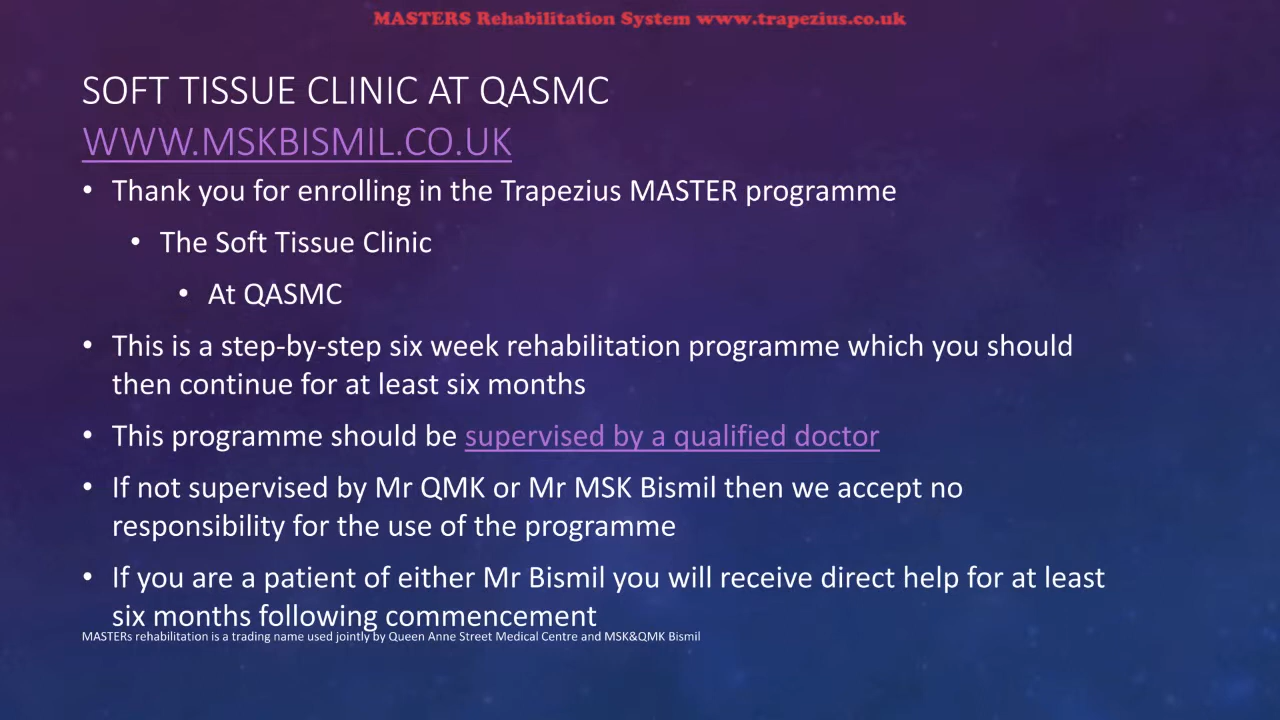 MASTERS Rehabilitation System www.trapezius.co.uk
SOFT TISSUE CLINIC AT QASMC
WWW.MSKBISMIL.CO.UK
• Thank you for enrolling in the Trapezius MASTER programme
• The Soft Tissue Clinic
• At QASMC
• This is a step-by-step six week rehabilitation programme which you should
then continue for at least six months
• This programme should be supervised by a qualified doctor
• If not supervised by Mr QMK or Mr MSK Bismil then we accept no
responsibility for the use of the programme
• If you are a patient of either Mr Bismil you will receive direct help for at least
six months following commencement
MASTERs rehabilitation is a trading name used jointly by Queen Anne Street Medical Centre and MSK&QMK Bismil